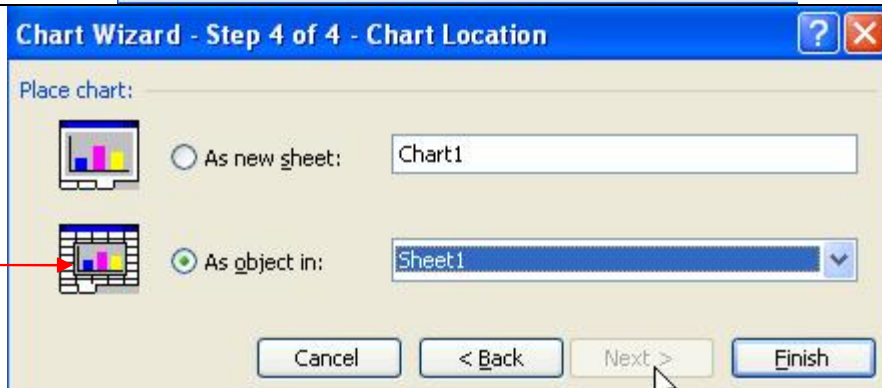 Chart Wizard - Step 4 of 4 - Chart Location
Place chart:
As new sheet: Chart1
As object in: Sheet1
Cancel < Back Next > Finish